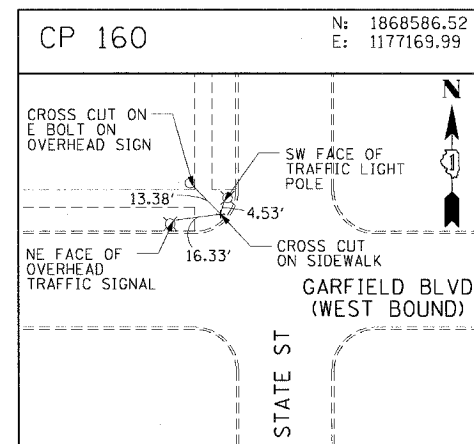 CP 160
N: 1868586.52
E: 1177169.99
N
CROSS CUT ON
E BOLT ON
OVERHEAD SIGN
SW FACE OF
TRAFFIC LIGHT
POLE
13.38'
4.53'
16.33'
NE FACE OF
OVERHEAD
TRAFFIC SIGNAL
CROSS CUT
ON SIDEWALK
GARFIELD BLVD
(WEST BOUND)
STATE ST